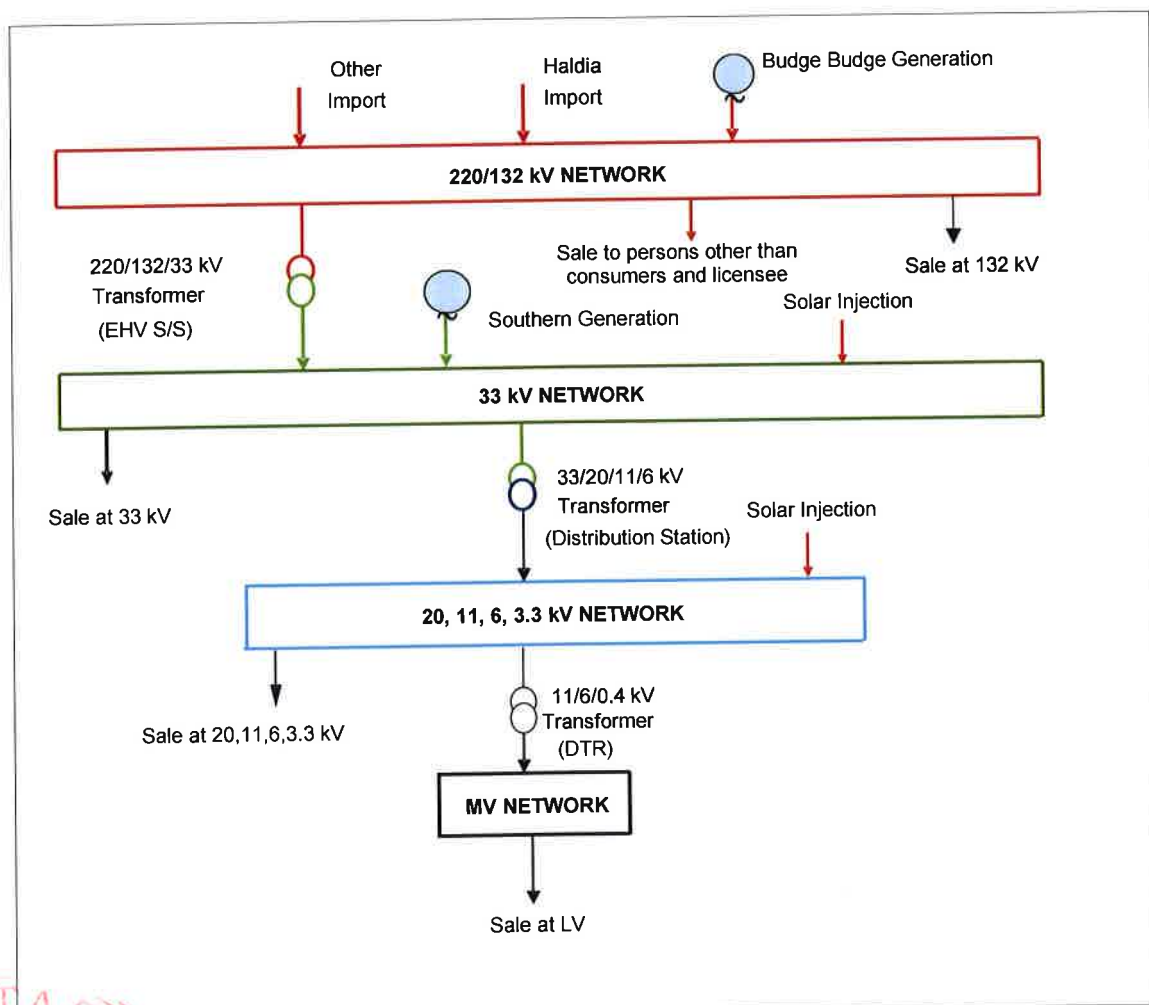 Other
Import
Haldia
Import
Budge Budge Generation
220/132 kV NETWORK
220/132/33 kV
Transformer
(EHV S/S)
Sale to persons other than
consumers and licensee
Sale at 132 kV
Southern Generation
Solar Injection
33 kV NETWORK
Sale at 33 kV
33/20/11/6 kV
Transformer
(Distribution Station)
Solar Injection
20, 11, 6, 3.3 kV NETWORK
Sale at 20,11,6,3.3 kV
11/6/0.4 kV
Transformer
(DTR)
MV NETWORK
Sale at LV